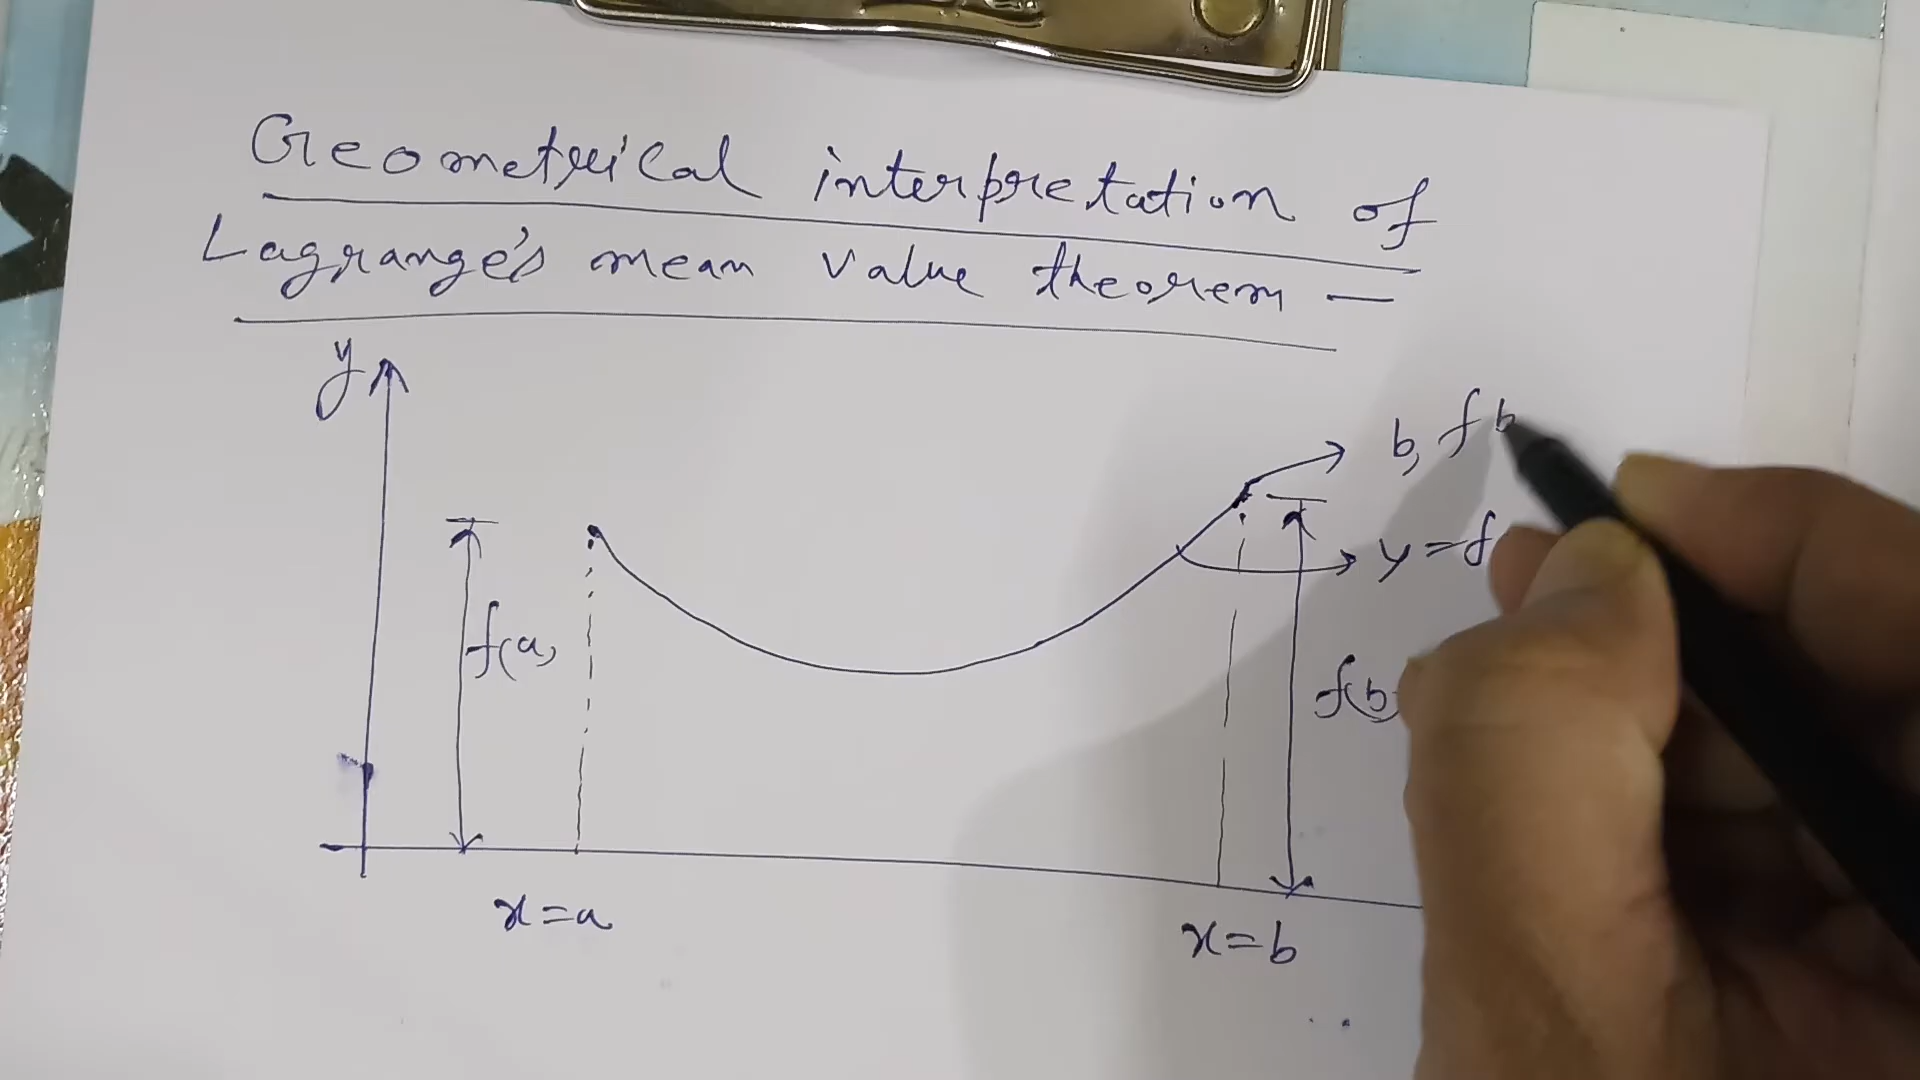 Geometrical interpretation of
Lagrange's mean value theorem —
y
b, f b
y = f
f(a)
f(b)
x = a
x = b